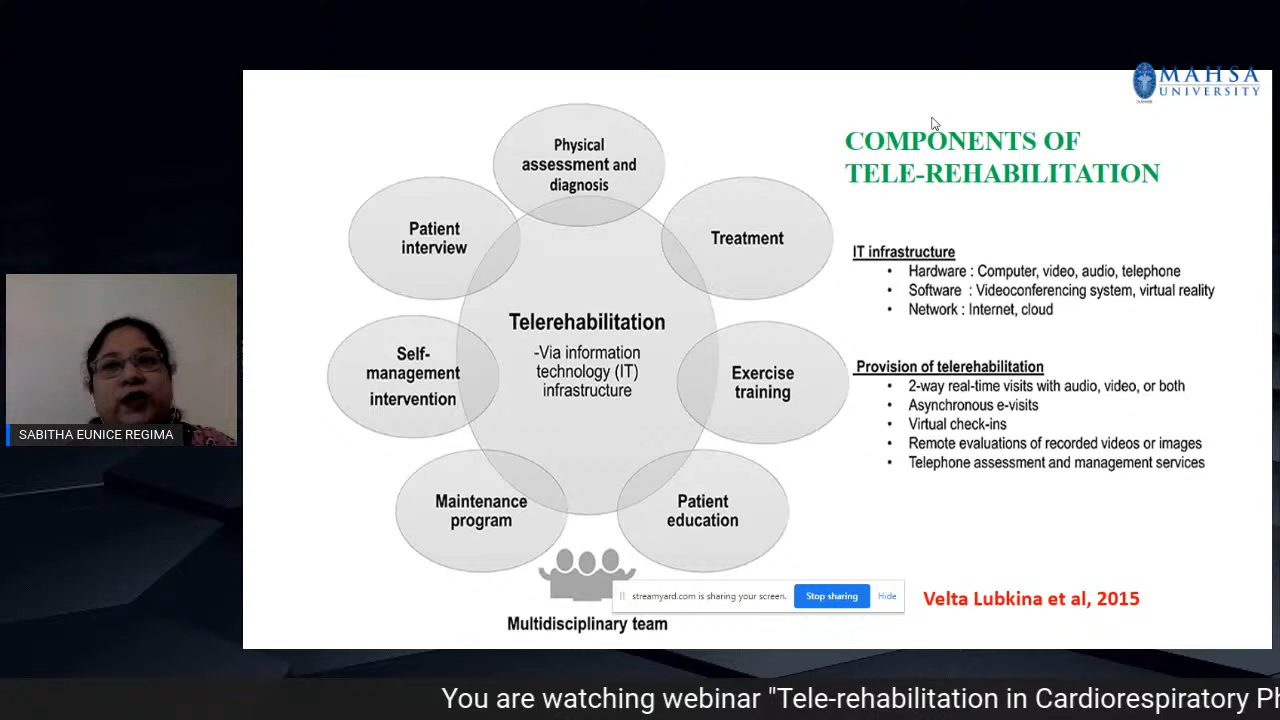 MAHSA
UNIVERSITY
COMPONENTS OF
TELE-REHABILITATION
Physical
assessment and
diagnosis
Patient
interview
Treatment
Self-
management
intervention
Telerehabilitation
-Via information
technology (IT)
infrastructure
Exercise
training
Maintenance
program
Patient
education
Multidisciplinary team
IT infrastructure
• Hardware : Computer, video, audio, telephone
• Software : Videoconferencing system, virtual reality
• Network : Internet, cloud
Provision of telerehabilitation
• 2-way real-time visits with audio, video, or both
• Asynchronous e-visits
• Virtual check-ins
• Remote evaluations of recorded videos or images
• Telephone assessment and management services
streamyard.com is sharing your screen.
Stop sharing
Hide
Velta Lubkina et al, 2015
SABITHA EUNICE REGIMA
You are watching webinar "Tele-rehabilitation in Cardiorespiratory Ph